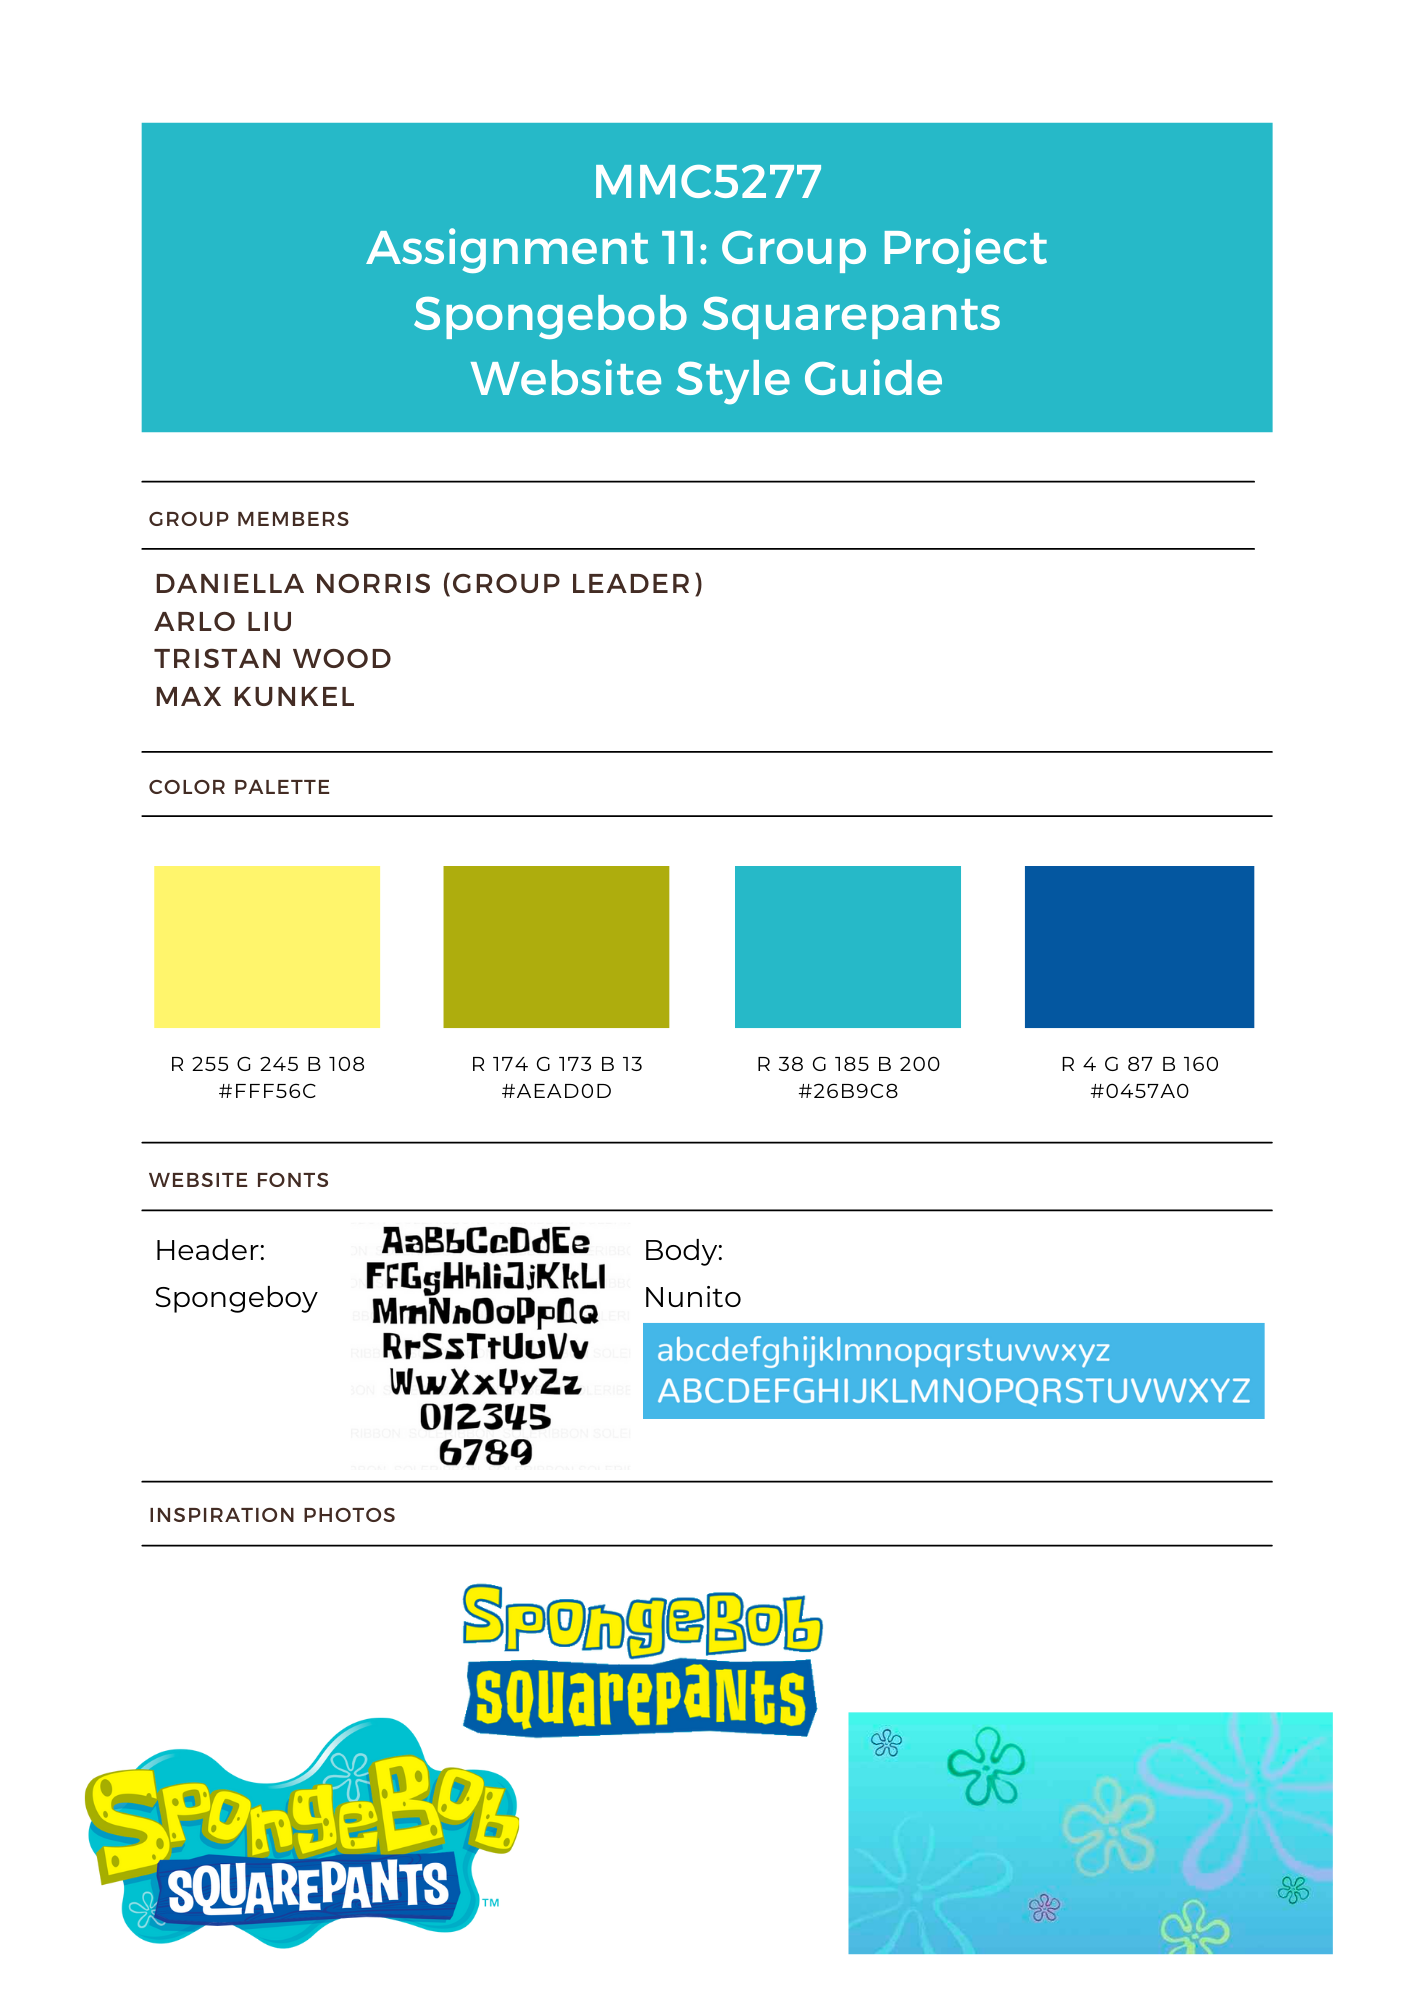 MMC5277
Assignment 11: Group Project
Spongebob Squarepants
Website Style Guide
GROUP MEMBERS
DANIELLA NORRIS (GROUP LEADER)
ARLO LIU
TRISTAN WOOD
MAX KUNKEL
COLOR PALETTE
R 255 G 245 B 108
#FFF56C
R 174 G 173 B 13
#AEAD0D
R 38 G 185 B 200
#26B9C8
R 4 G 87 B 160
#0457A0
WEBSITE FONTS
Header:
Spongeboy
AaBbCcDdEe
FfGgHhIiJjKkLl
MmNnOoPpQq
RrSsTtUuVv
WwXxYyZz
012345
6789
Body:
Nunito
abcdefghijklmnopqrstuvwxyz
ABCDEFGHIJKLMNOPQRSTUVWXYZ
INSPIRATION PHOTOS
SpongeBob
SquarepaNts
SpongeBob
SQUAREPANTS
™